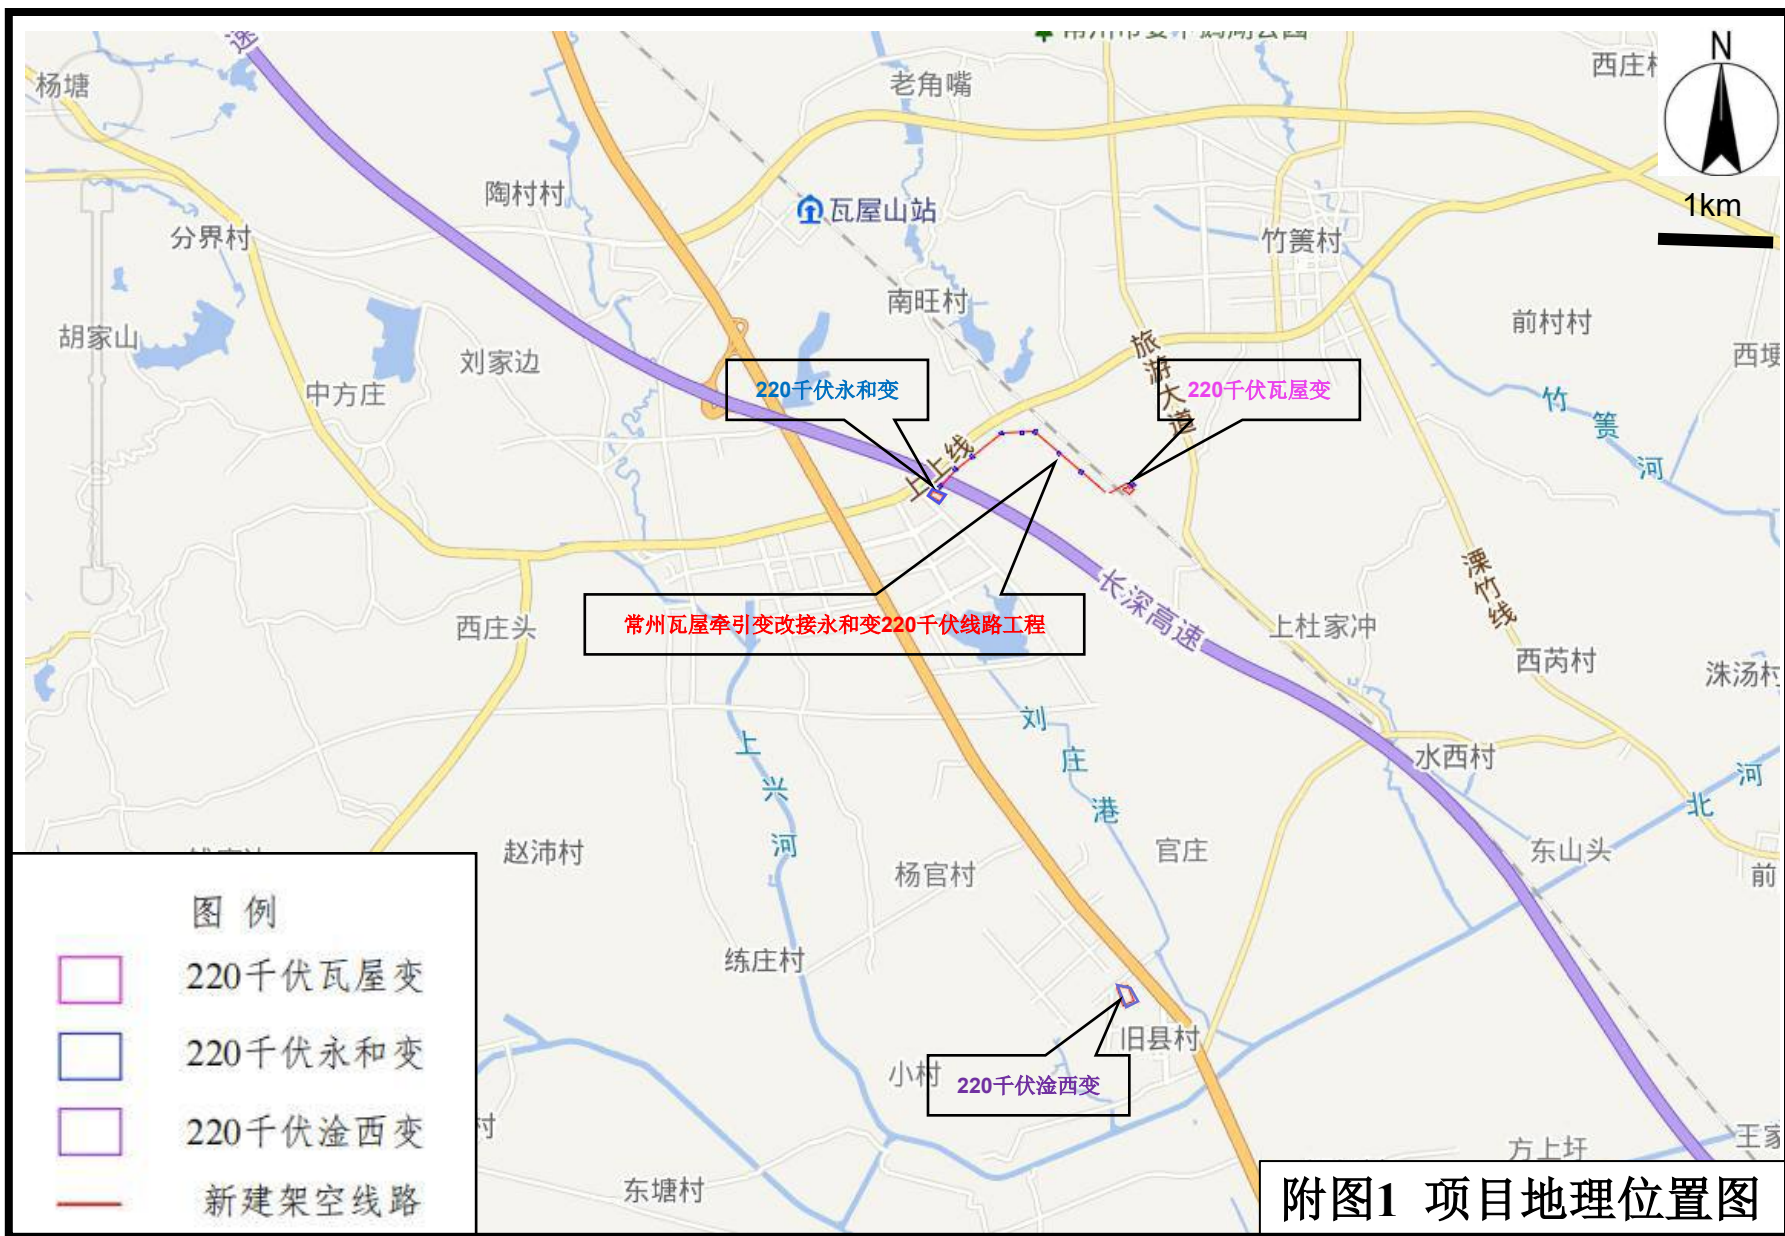 速
杨塘
老角嘴
西庄村
N
1km
陶村村
瓦屋山站
分界村
竹箦村
南旺村
前村村
胡家山
刘家边
中方庄
旅游大道
西埂
220千伏永和变
220千伏瓦屋变
竹箦河
上上线
长深高速
溧竹线
常州瓦屋牵引变改接永和变220千伏线路工程
西庄头
上杜家冲
西芮村
洙汤村
刘庄港
上兴河
水西村
北河
赵沛村
杨官村
官庄
东山头
前
练庄村
旧县村
小村
220千伏淦西变
村
东塘村
方上圩
王家
图 例
220千伏瓦屋变
220千伏永和变
220千伏淦西变
新建架空线路
附图1 项目地理位置图